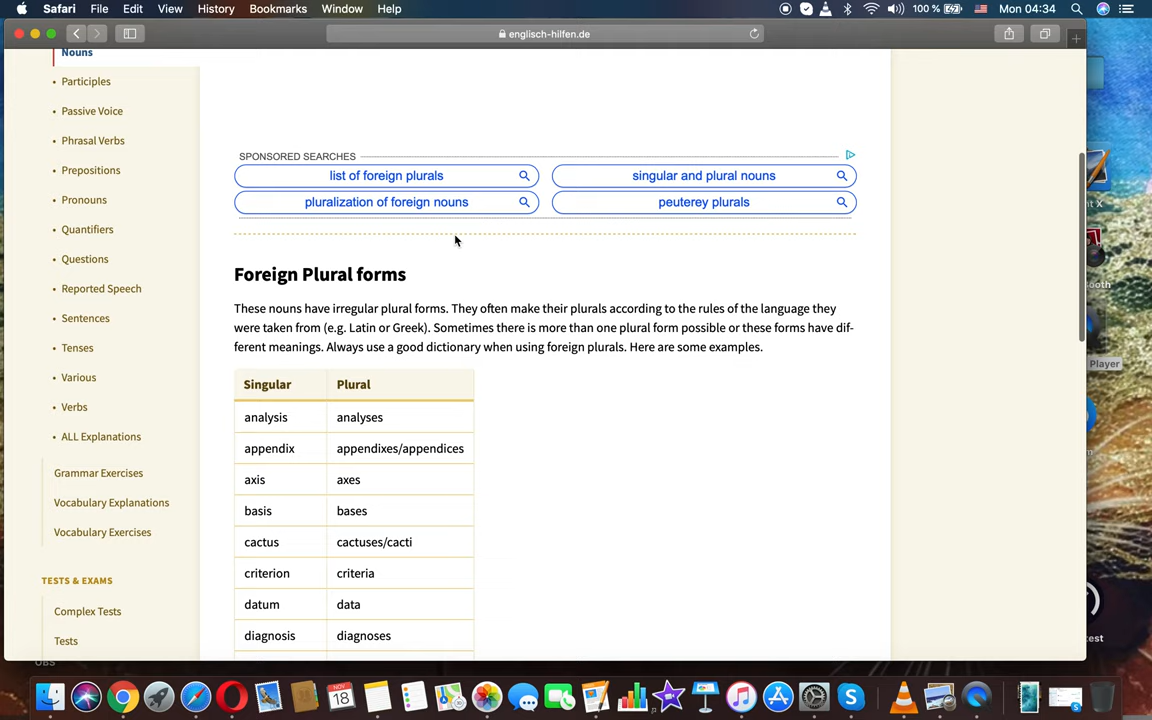 Safari File Edit View History Bookmarks Window Help 100 % Mon 04:34
englisch-hilfen.de
Nouns
• Participles
• Passive Voice
• Phrasal Verbs
• Prepositions
• Pronouns
• Quantifiers
• Questions
• Reported Speech
• Sentences
• Tenses
• Various
• Verbs
• ALL Explanations
Grammar Exercises
Vocabulary Explanations
Vocabulary Exercises
TESTS & EXAMS
Complex Tests
Tests
SPONSORED SEARCHES
list of foreign plurals
singular and plural nouns
pluralization of foreign nouns
peuterey plurals
Foreign Plural forms
These nouns have irregular plural forms. They often make their plurals according to the rules of the language they
were taken from (e.g. Latin or Greek). Sometimes there is more than one plural form possible or these forms have dif-
ferent meanings. Always use a good dictionary when using foreign plurals. Here are some examples.
Singular Plural
analysis analyses
appendix appendixes/appendices
axis axes
basis bases
cactus cactuses/cacti
criterion criteria
datum data
diagnosis diagnoses
Player
OBS
NOV
18